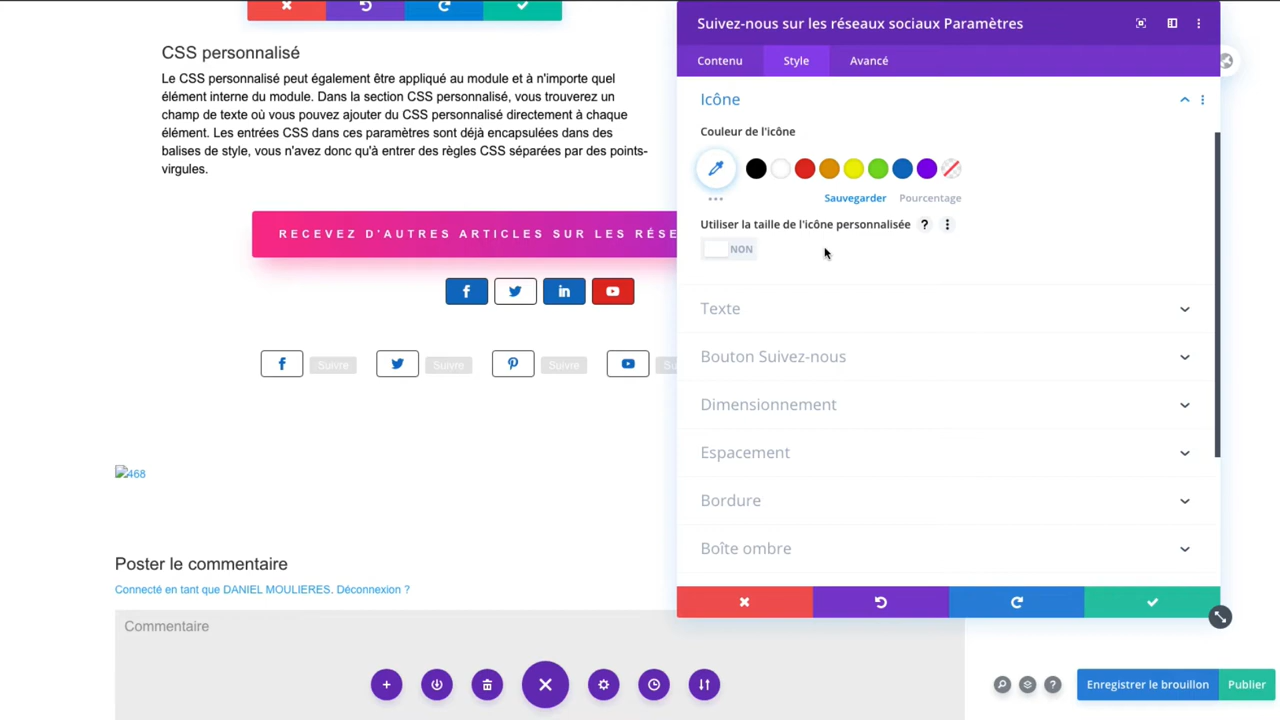 CSS personnalisé
Le CSS personnalisé peut également être appliqué au module et à n'importe quel
élément interne du module. Dans la section CSS personnalisé, vous trouverez un
champ de texte où vous pouvez ajouter du CSS personnalisé directement à chaque
élément. Les entrées CSS dans ces paramètres sont déjà encapsulées dans des
balises de style, vous n'avez donc qu'à entrer des règles CSS séparées par des points-
virgules.
RECEVEZ D'AUTRES ARTICLES SUR LES RÉSE
Suivre
Suivre
Suivre
Su
468
Poster le commentaire
Connecté en tant que DANIEL MOULIERES. Déconnexion ?
Commentaire
Suivez-nous sur les réseaux sociaux Paramètres
Contenu
Style
Avancé
Icône
Couleur de l'icône
Sauvegarder
Pourcentage
Utiliser la taille de l'icône personnalisée ?
NON
Texte
Bouton Suivez-nous
Dimensionnement
Espacement
Bordure
Boîte ombre
Enregistrer le brouillon
Publier